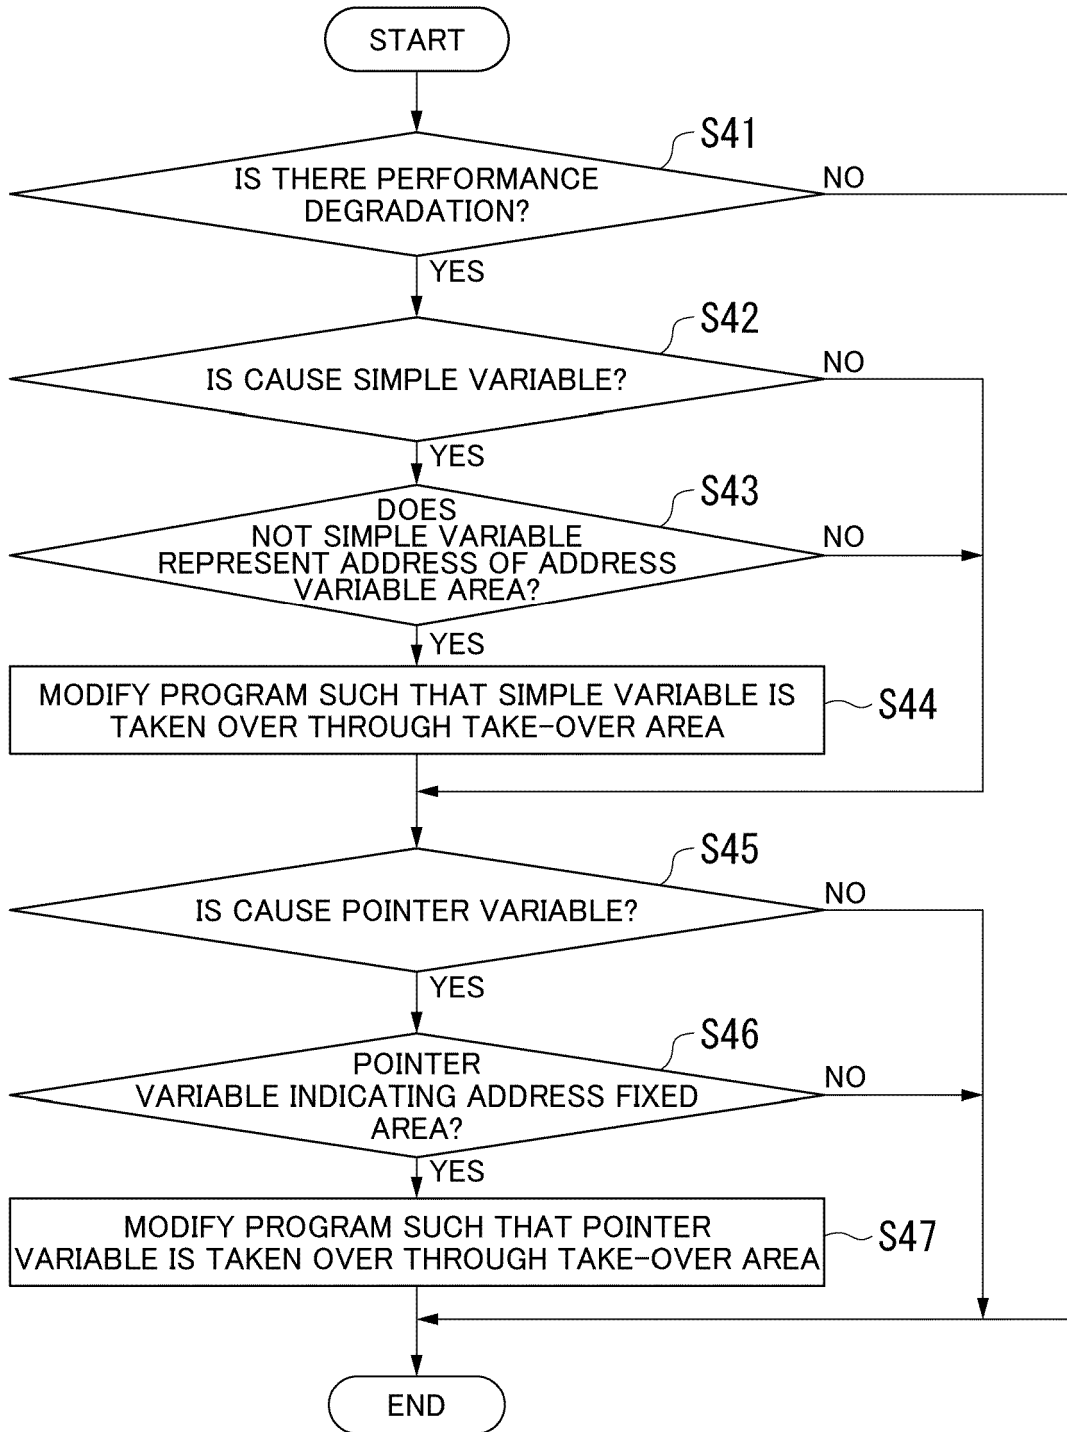 START
S41
IS THERE PERFORMANCE
DEGRADATION?
NO
YES
S42
IS CAUSE SIMPLE VARIABLE?
NO
YES
S43
DOES
NOT SIMPLE VARIABLE
REPRESENT ADDRESS OF ADDRESS
VARIABLE AREA?
NO
YES
MODIFY PROGRAM SUCH THAT SIMPLE VARIABLE IS
TAKEN OVER THROUGH TAKE-OVER AREA
S44
S45
IS CAUSE POINTER VARIABLE?
NO
YES
S46
POINTER
VARIABLE INDICATING ADDRESS FIXED
AREA?
NO
YES
MODIFY PROGRAM SUCH THAT POINTER
VARIABLE IS TAKEN OVER THROUGH TAKE-OVER AREA
S47
END